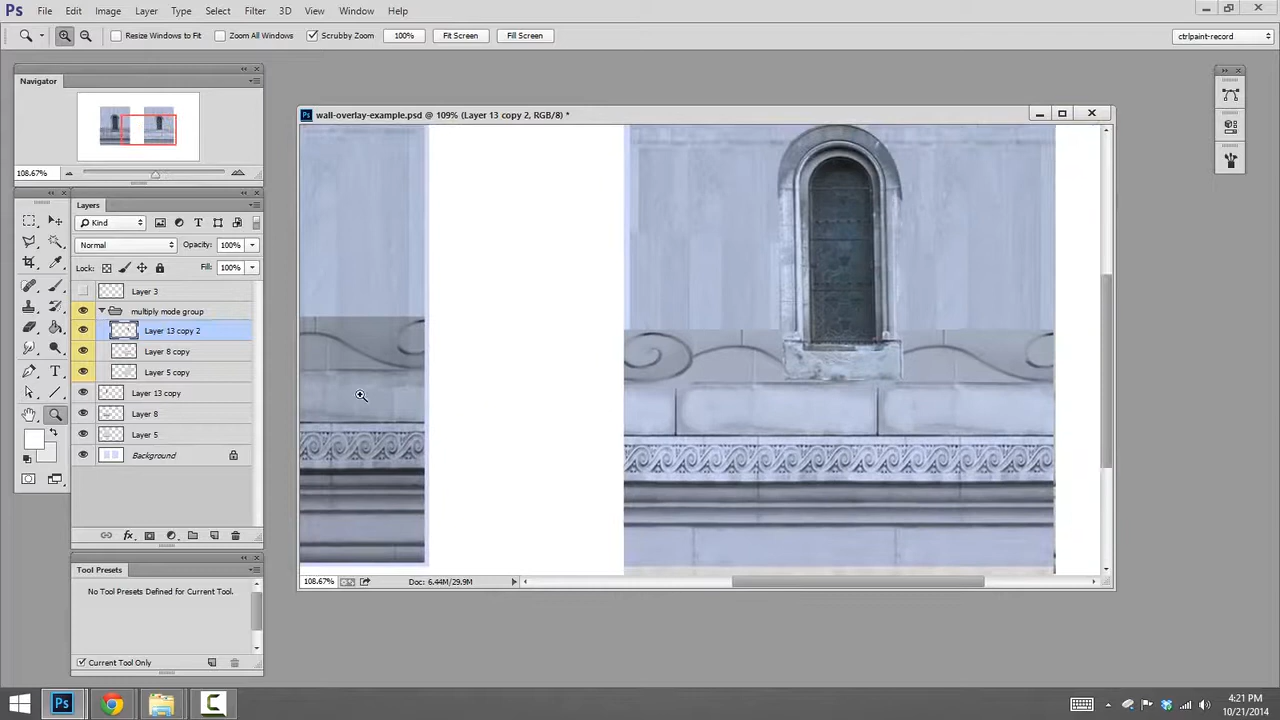 Ps File Edit Image Layer Type Select Filter 3D View Window Help
Resize Windows to Fit Zoom All Windows Scrubby Zoom 100% Fit Screen Fill Screen ctrlpaint-record
Navigator
108.67%
Layers
Kind
Normal Opacity: 100%
Lock: Fill: 100%
Layer 3
multiply mode group
Layer 13 copy 2
Layer 8 copy
Layer 5 copy
Layer 13 copy
Layer 8
Layer 5
Background
Tool Presets
No Tool Presets Defined for Current Tool.
Current Tool Only
Ps wall-overlay-example.psd @ 109% (Layer 13 copy 2, RGB/8) *
108.67% Doc: 6.44M/29.9M
Ps
4:21 PM
10/21/2014